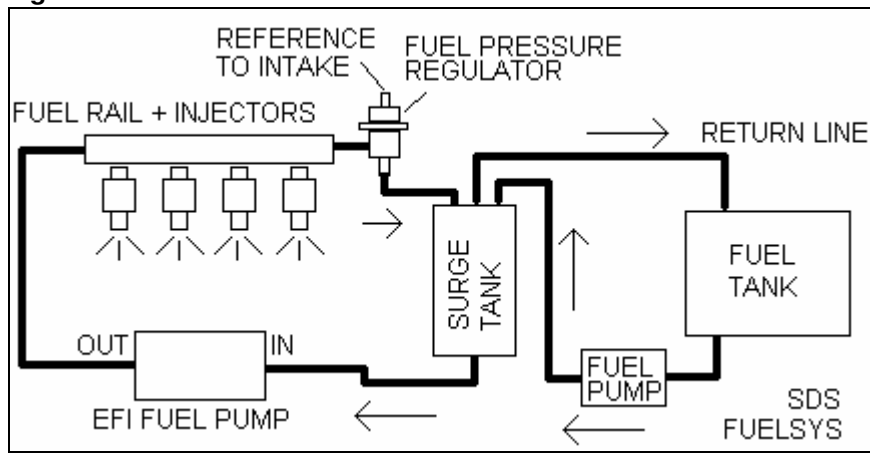 REFERENCE
TO INTAKE
FUEL PRESSURE
REGULATOR
FUEL RAIL + INJECTORS
RETURN LINE
SURGE
TANK
FUEL
TANK
OUT
IN
EFI FUEL PUMP
FUEL
PUMP
SDS
FUELSYS